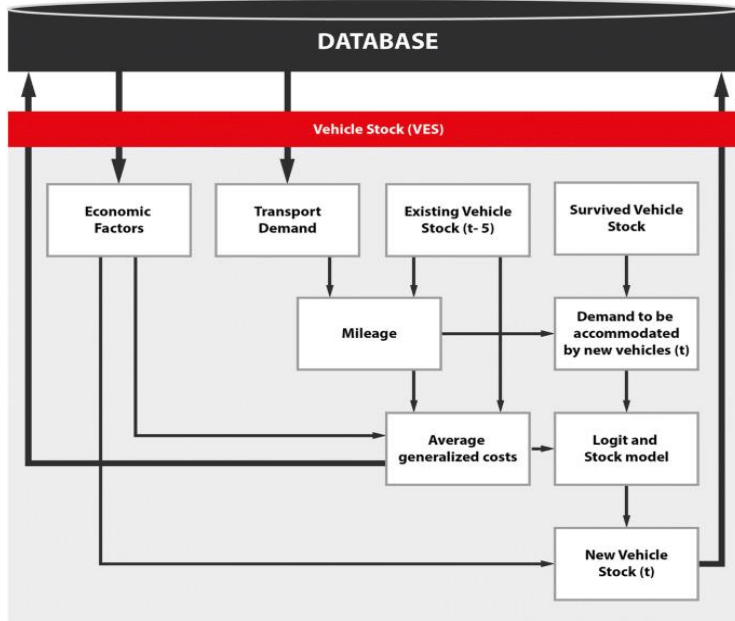 DATABASE
Vehicle Stock (VES)
Economic
Factors
Transport
Demand
Existing Vehicle
Stock (t- 5)
Survived Vehicle
Stock
Mileage
Demand to be
accommodated
by new vehicles (t)
Average
generalized costs
Logit and
Stock model
New Vehicle
Stock (t)